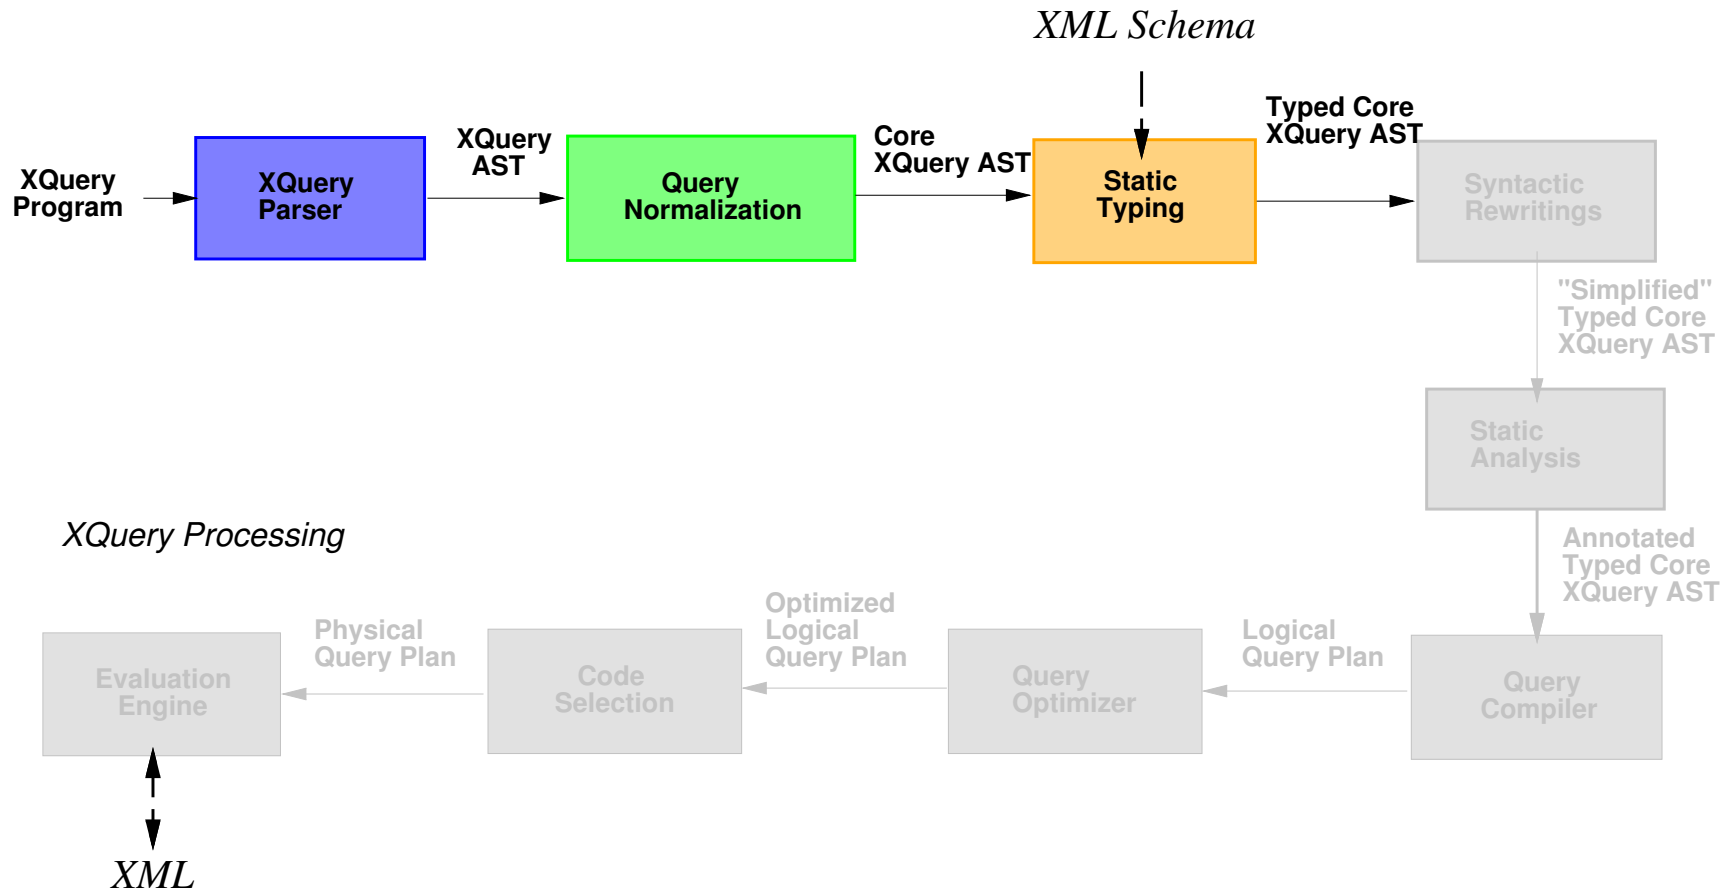 XML Schema
XQuery
Program
XQuery
Parser
XQuery
AST
Query
Normalization
Core
XQuery AST
Static
Typing
Typed Core
XQuery AST
Syntactic
Rewritings
"Simplified"
Typed Core
XQuery AST
Static
Analysis
XQuery Processing
Annotated
Typed Core
XQuery AST
Query
Compiler
Logical
Query Plan
Query
Optimizer
Optimized
Logical
Query Plan
Code
Selection
Physical
Query Plan
Evaluation
Engine
XML